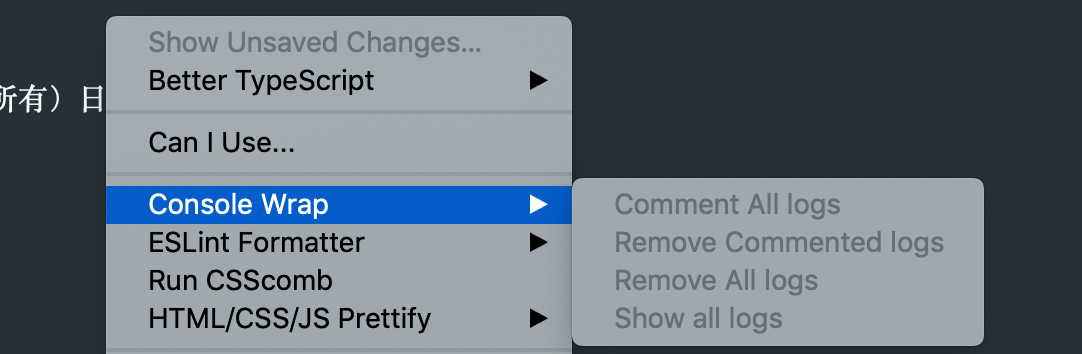 Show Unsaved Changes...
Better TypeScript
所有）日
Can I Use...
Console Wrap
Comment All logs
ESLint Formatter
Remove Commented logs
Run CSScomb
Remove All logs
HTML/CSS/JS Prettify
Show all logs